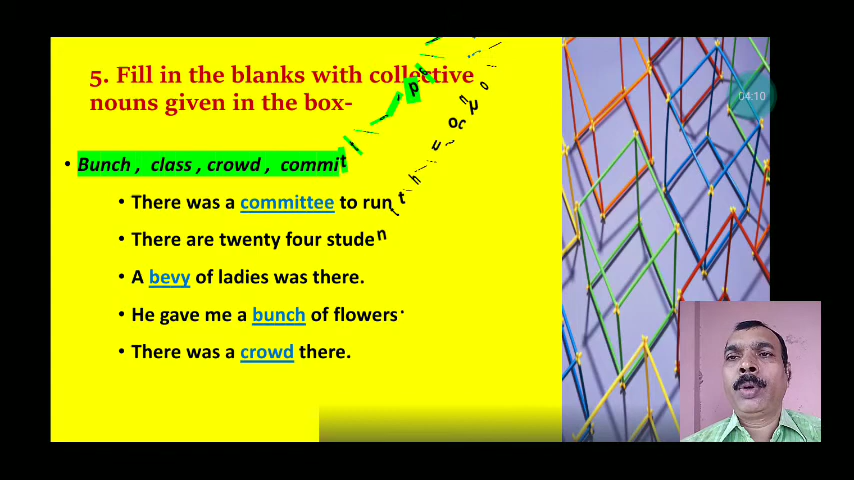 5. Fill in the blanks with collective
nouns given in the box-
• Bunch , class , crowd , commit
• There was a committee to run
• There are twenty four studen
• A bevy of ladies was there.
• He gave me a bunch of flowers.
• There was a crowd there.
04:10